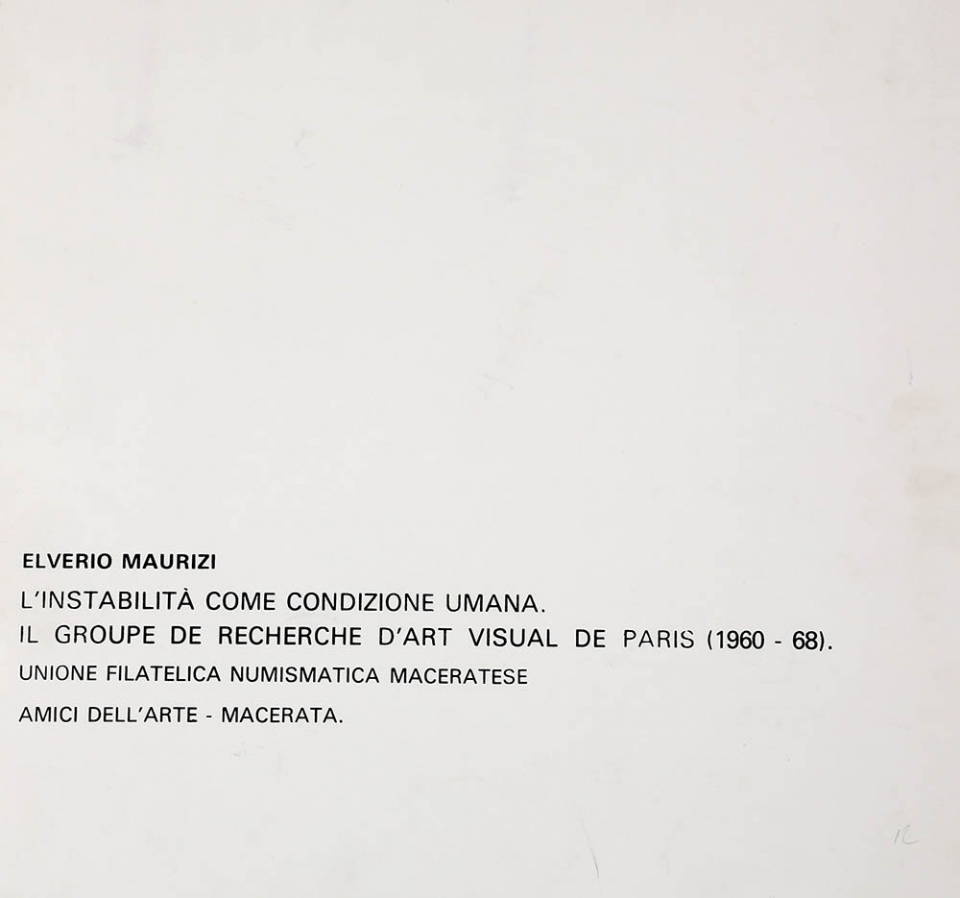 ELVERIO MAURIZI
L'INSTABILITÀ COME CONDIZIONE UMANA.
IL GROUPE DE RECHERCHE D'ART VISUAL DE PARIS (1960 - 68).
UNIONE FILATELICA NUMISMATICA MACERATESE
AMICI DELL'ARTE - MACERATA.